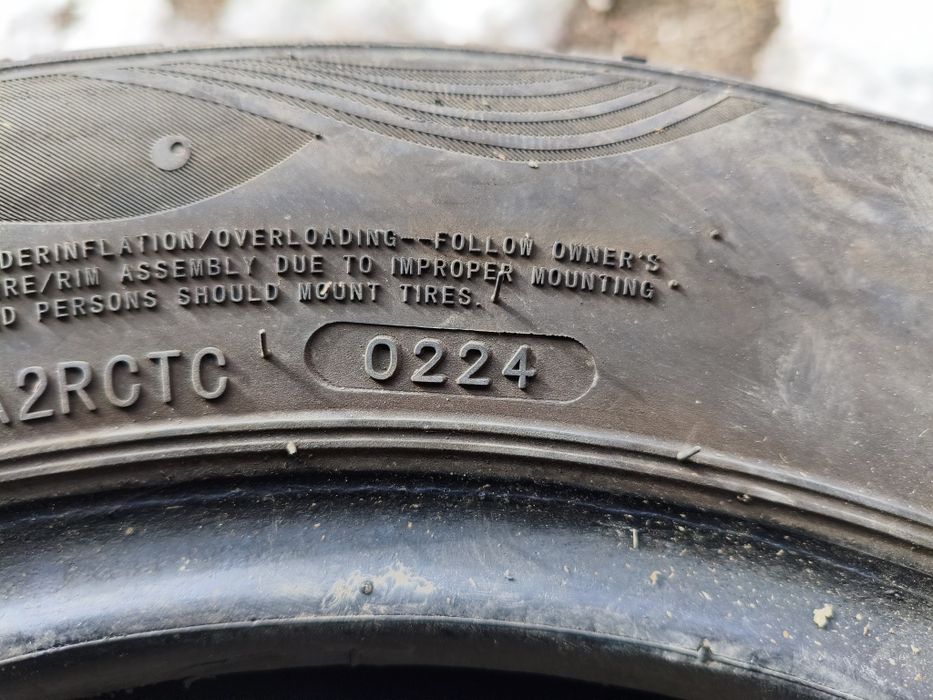 DERINFLATION/OVERLOADING--FOLLOW OWNER'S
RE/RIM ASSEMBLY DUE TO IMPROPER MOUNTING
D PERSONS SHOULD MOUNT TIRES.
A2RCTC 0224